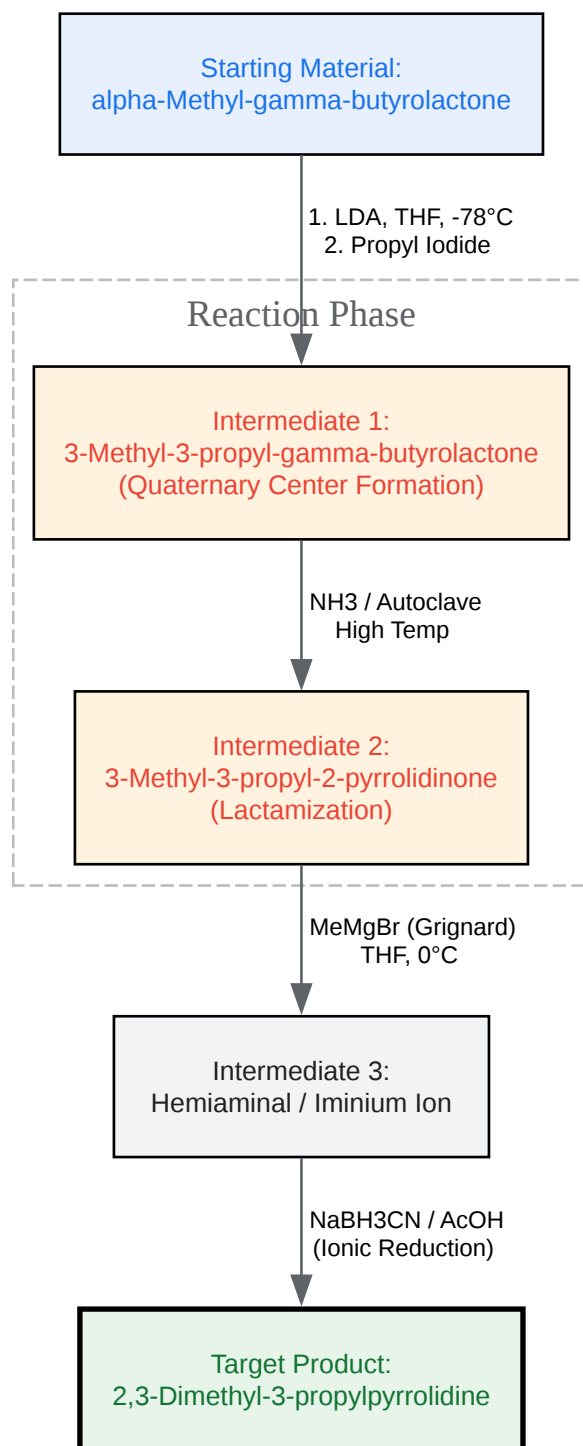 Starting Material:
alpha-Methyl-gamma-butyrolactone
1. LDA, THF, -78°C
2. Propyl Iodide
Reaction Phase
Intermediate 1:
3-Methyl-3-propyl-gamma-butyrolactone
(Quaternary Center Formation)
NH3 / Autoclave
High Temp
Intermediate 2:
3-Methyl-3-propyl-2-pyrrolidinone
(Lactamization)
MeMgBr (Grignard)
THF, 0°C
Intermediate 3:
Hemiaminal / Iminium Ion
NaBH3CN / AcOH
(Ionic Reduction)
Target Product:
2,3-Dimethyl-3-propylpyrrolidine